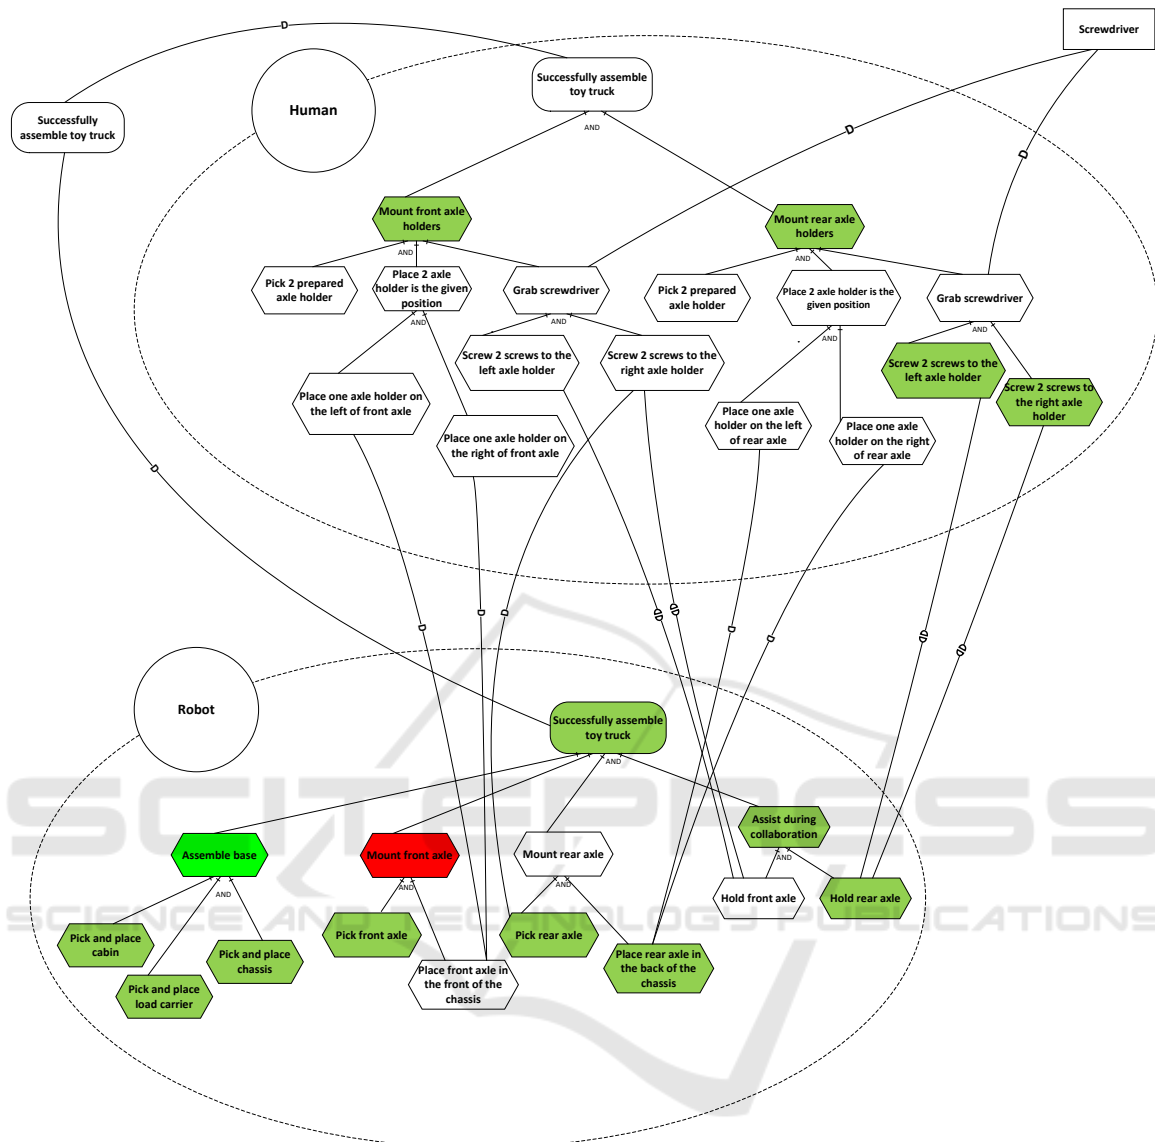 D
Screwdriver
Successfully assemble
toy truck
Human
Successfully
assemble toy truck
AND
D
D
Mount front axle
holders
Mount rear axle
holders
AND
AND
Pick 2 prepared
axle holder
Place 2 axle
holder is the given
position
Grab screwdriver
Pick 2 prepared
axle holder
Place 2 axle holder is the
given position
Grab screwdriver
AND
AND
AND
AND
Screw 2 screws to the
left axle holder
Screw 2 screws to the
right axle holder
Screw 2 screws to the
left axle holder
Screw 2 screws to
the right axle
holder
Place one axle holder on
the left of front axle
Place one axle holder on
the right of front axle
Place one axle
holder on the left
of rear axle
Place one axle
holder on the right
of rear axle
D
D
D
D
D
D
D
D
D
D
D
D
D
D
Robot
Successfully assemble
toy truck
AND
SCITEPRESS
SCIENCE AND TECHNOLOGY PUBLICATIONS
Assemble base
Mount front axle
Mount rear axle
Assist during
collaboration
AND
AND
AND
AND
Pick and place
cabin
Pick and place
load carrier
Pick and place
chassis
Pick front axle
Place front axle in
the front of the
chassis
Pick rear axle
Place rear axle in
the back of the
chassis
Hold front axle
Hold rear axle